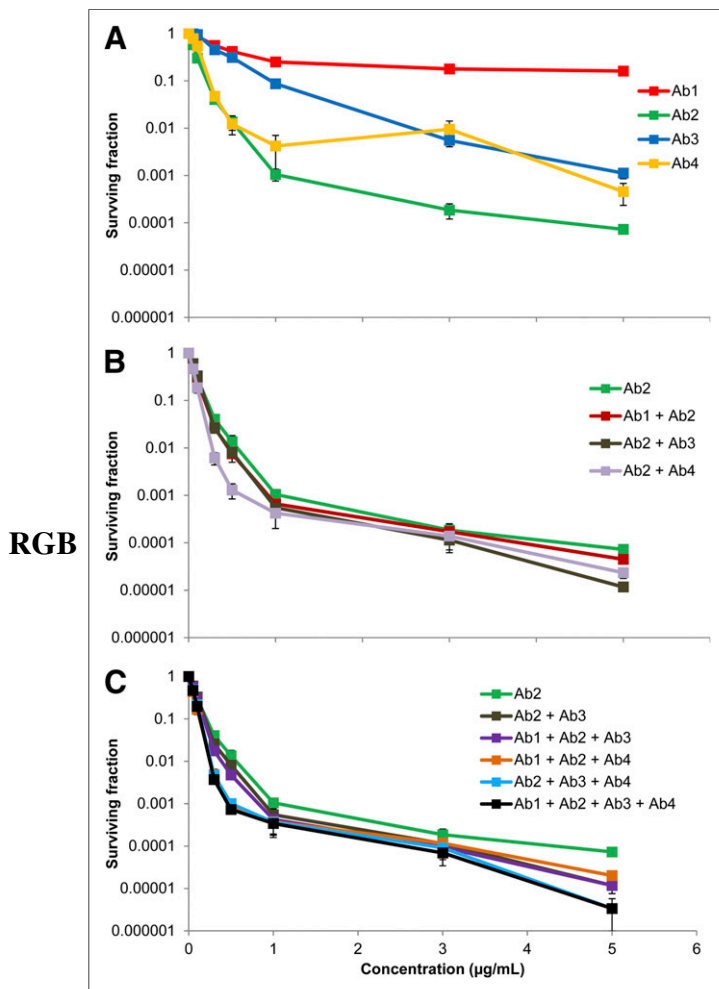 A
1
0.1
0.01
0.001
0.0001
0.00001
0.000001
Survving fraction
Ab1
Ab2
Ab3
Ab4
B
1
0.1
0.01
0.001
0.0001
0.00001
0.000001
Surviving fraction
Ab2
Ab1 + Ab2
Ab2 + Ab3
Ab2 + Ab4
RGB
C
1
0.1
0.01
0.001
0.0001
0.00001
0.000001
Surviving fraction
Ab2
Ab2 + Ab3
Ab1 + Ab2 + Ab3
Ab1 + Ab2 + Ab4
Ab2 + Ab3 + Ab4
Ab1 + Ab2 + Ab3 + Ab4
0 1 2 3 4 5 6
Concentration (µg/mL)